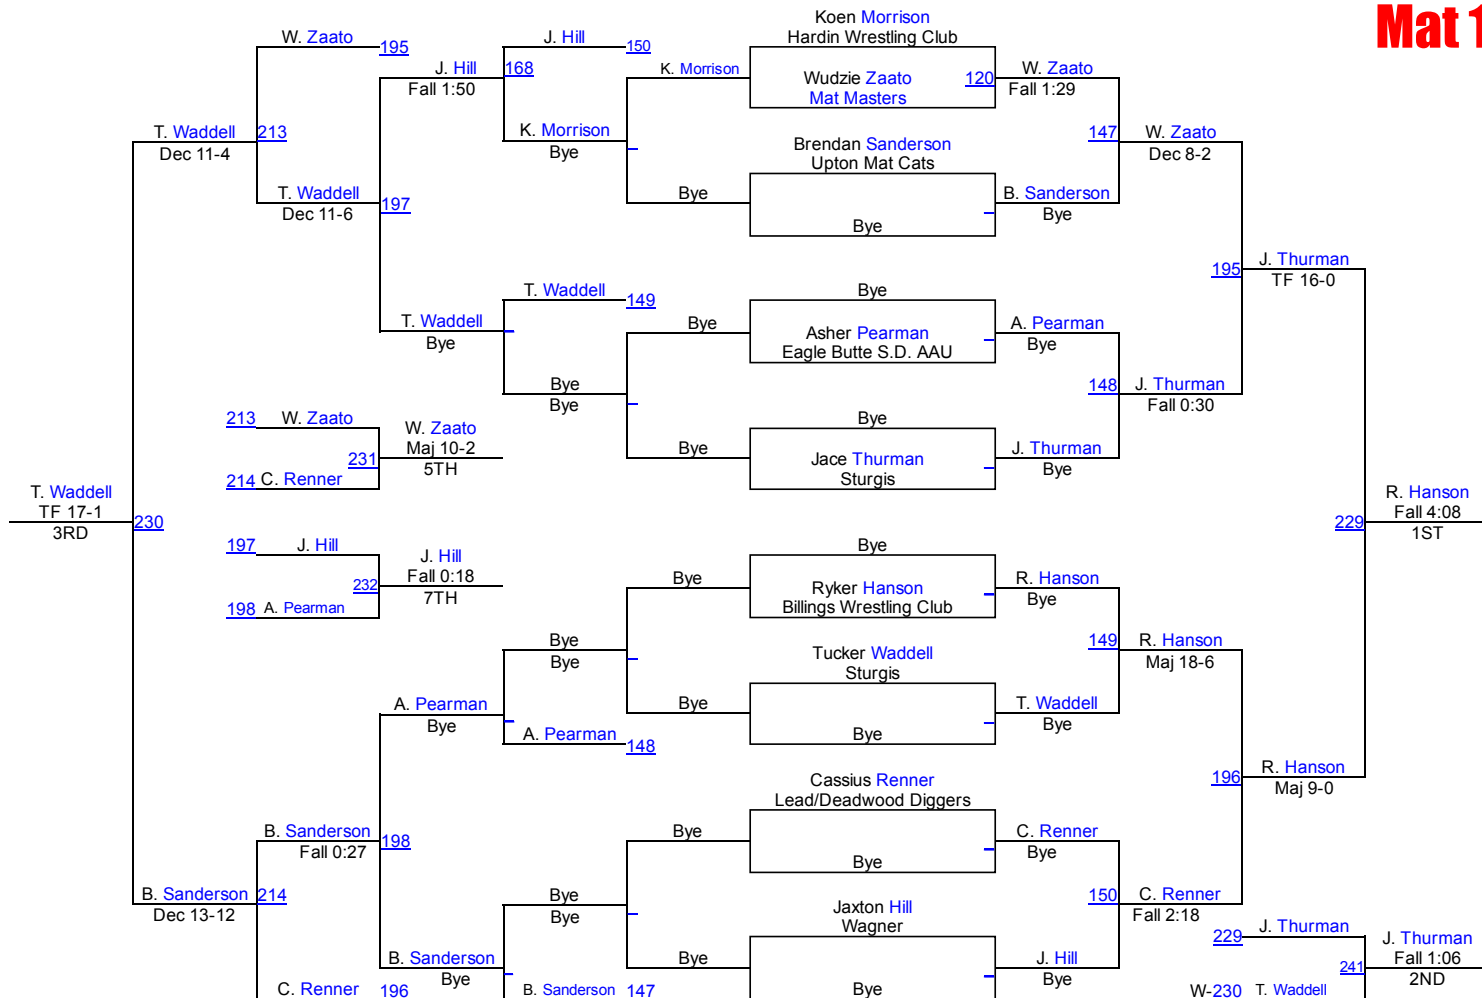 Mat 1
Koen Morrison
Hardin Wrestling Club
W. Zaato
195
J. Hill
150
J. Hill
168
Fall 1:50
K. Morrison
Wudzie Zaato
120
Mat Masters
W. Zaato
Fall 1:29
T. Waddell
213
Dec 11-4
K. Morrison
Bye
Brendan Sanderson
Upton Mat Cats
147
W. Zaato
Dec 8-2
T. Waddell
197
Dec 11-6
Bye
Bye
B. Sanderson
Bye
195
J. Thurman
TF 16-0
T. Waddell
149
Bye
T. Waddell
Bye
Bye
Asher Pearman
Eagle Butte S.D. AAU
A. Pearman
Bye
Bye
Bye
148
J. Thurman
Fall 0:30
213
W. Zaato
W. Zaato
Maj 10-2
231
5TH
214
C. Renner
Bye
Bye
Jace Thurman
Sturgis
J. Thurman
Bye
T. Waddell
TF 17-1
230
3RD
R. Hanson
Fall 4:08
229
1ST
197
J. Hill
J. Hill
Fall 0:18
232
7TH
198
A. Pearman
Bye
Bye
Ryker Hanson
Billings Wrestling Club
R. Hanson
Bye
Bye
Bye
149
R. Hanson
Maj 18-6
Tucker Waddell
Sturgis
A. Pearman
Bye
A. Pearman
148
Bye
Bye
T. Waddell
Bye
196
R. Hanson
Maj 9-0
Cassius Renner
Lead/Deadwood Diggers
B. Sanderson
198
Fall 0:27
Bye
Bye
C. Renner
Bye
B. Sanderson
214
Dec 13-12
Bye
Bye
150
C. Renner
Fall 2:18
Jaxton Hill
Wagner
B. Sanderson
Bye
Bye
Bye
J. Hill
Bye
229
J. Thurman
J. Thurman
Fall 1:06
241
2ND
C. Renner
196
B. Sanderson
147
W-230
T. Waddell